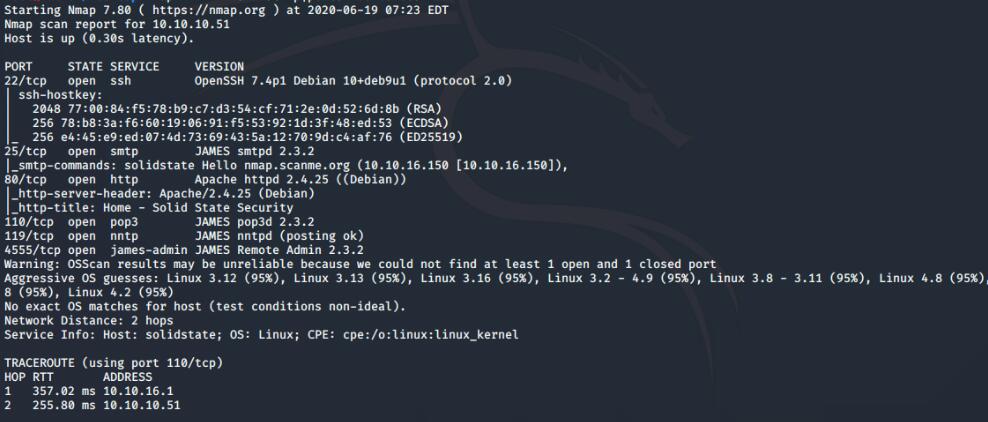 Starting Nmap 7.80 ( https://nmap.org ) at 2020-06-19 07:23 EDT
Nmap scan report for 10.10.10.51
Host is up (0.30s latency).
PORT     STATE SERVICE     VERSION
22/tcp   open  ssh         OpenSSH 7.4p1 Debian 10+deb9u1 (protocol 2.0)
| ssh-hostkey:
|   2048 77:00:84:f5:78:b9:c7:d3:54:cf:71:2e:0d:52:6d:8b (RSA)
|   256 78:b8:3a:f6:60:19:06:91:f5:53:92:1d:3f:48:ed:53 (ECDSA)
|_  256 e4:45:e9:ed:07:4d:73:69:43:5a:12:70:9d:c4:af:76 (ED25519)
25/tcp   open  smtp        JAMES smtpd 2.3.2
|_smtp-commands: solidstate Hello nmap.scanme.org (10.10.16.150 [10.10.16.150]),
80/tcp   open  http        Apache httpd 2.4.25 ((Debian))
|_http-server-header: Apache/2.4.25 (Debian)
|_http-title: Home - Solid State Security
110/tcp  open  pop3        JAMES pop3d 2.3.2
119/tcp  open  nntp        JAMES nntpd (posting ok)
4555/tcp open  james-admin JAMES Remote Admin 2.3.2
Warning: OSScan results may be unreliable because we could not find at least 1 open and 1 closed port
Aggressive OS guesses: Linux 3.12 (95%), Linux 3.13 (95%), Linux 3.16 (95%), Linux 3.2 - 4.9 (95%), Linux 3.8 - 3.11 (95%), Linux 4.8 (95%),
8 (95%), Linux 4.2 (95%)
No exact OS matches for host (test conditions non-ideal).
Network Distance: 2 hops
Service Info: Host: solidstate; OS: Linux; CPE: cpe:/o:linux:linux_kernel
TRACEROUTE (using port 110/tcp)
HOP RTT       ADDRESS
1   357.02 ms 10.10.16.1
2   255.80 ms 10.10.10.51